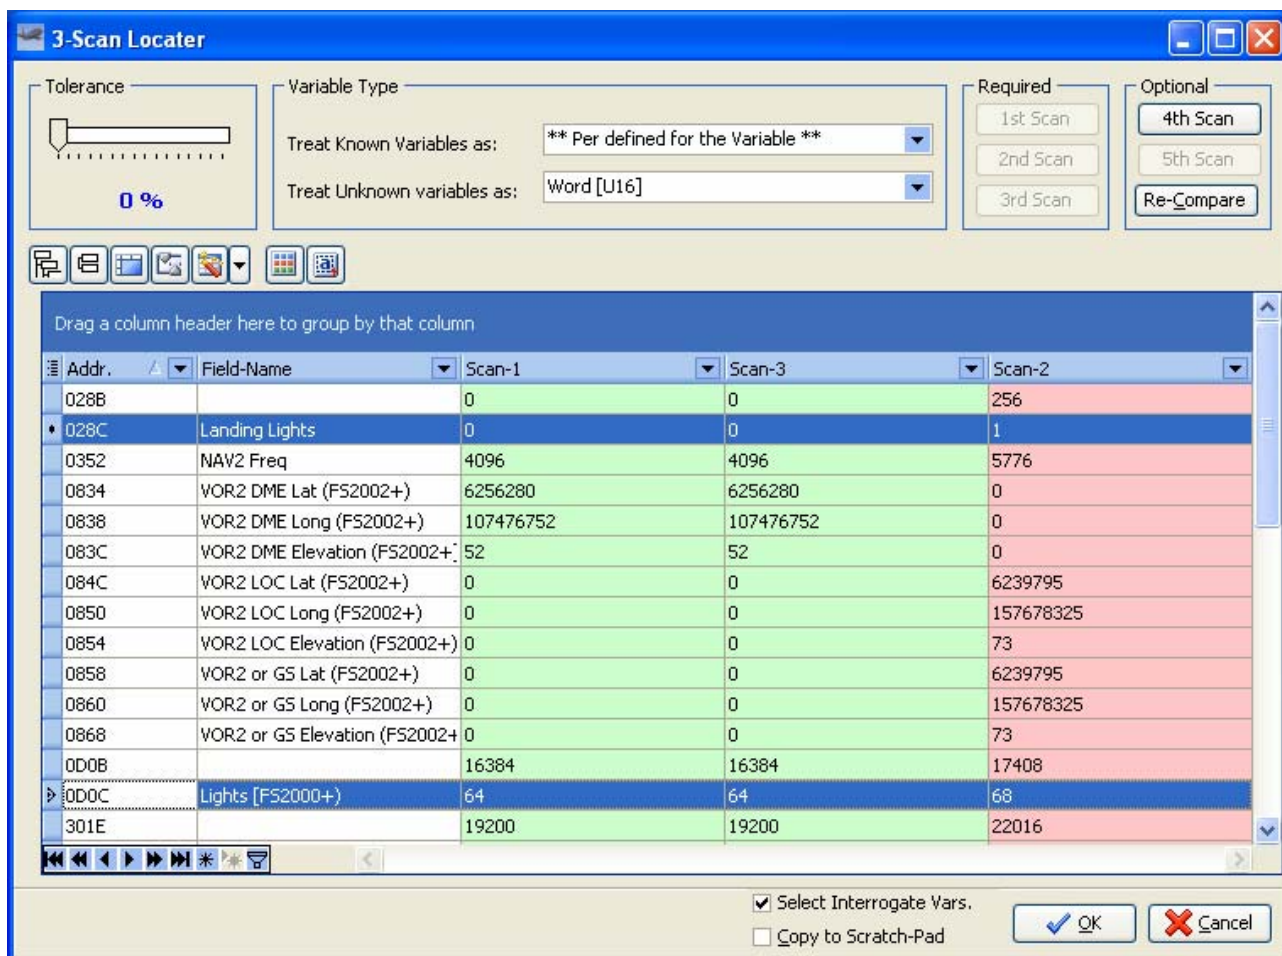 3-Scan Locater
Tolerance
0 %
Variable Type
Treat Known Variables as: ** Per defined for the Variable **
Treat Unknown variables as: Word [U16]
Required
1st Scan
2nd Scan
3rd Scan
Optional
4th Scan
5th Scan
Re-Compare
Drag a column header here to group by that column
Addr. Field-Name Scan-1 Scan-3 Scan-2
028B 0 0 256
028C Landing Lights 0 0 1
0352 NAV2 Freq 4096 4096 5776
0834 VOR2 DME Lat (FS2002+) 6256280 6256280 0
0838 VOR2 DME Long (FS2002+) 107476752 107476752 0
083C VOR2 DME Elevation (FS2002+) 52 52 0
084C VOR2 LOC Lat (FS2002+) 0 0 6239795
0850 VOR2 LOC Long (FS2002+) 0 0 157678325
0854 VOR2 LOC Elevation (FS2002+) 0 0 73
0858 VOR2 or GS Lat (FS2002+) 0 0 6239795
0860 VOR2 or GS Long (FS2002+) 0 0 157678325
0868 VOR2 or GS Elevation (FS2002+ 0 0 73
0D0B 16384 16384 17408
0D0C Lights [FS2000+) 64 64 68
301E 19200 19200 22016
Select Interrogate Vars.
Copy to Scratch-Pad
OK
Cancel